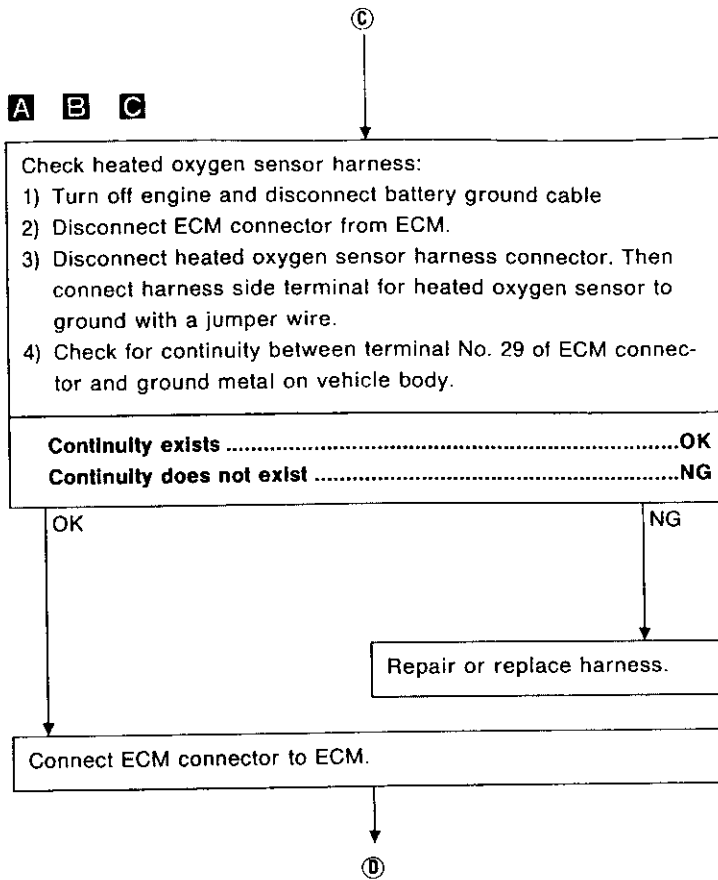 C
A B C
Check heated oxygen sensor harness:
1) Turn off engine and disconnect battery ground cable
2) Disconnect ECM connector from ECM.
3) Disconnect heated oxygen sensor harness connector. Then
connect harness side terminal for heated oxygen sensor to
ground with a jumper wire.
4) Check for continuity between terminal No. 29 of ECM connec-
tor and ground metal on vehicle body.
Continuity exists ........................................................................OK
Continuity does not exist ..........................................................NG
OK
NG
Repair or replace harness.
Connect ECM connector to ECM.
D